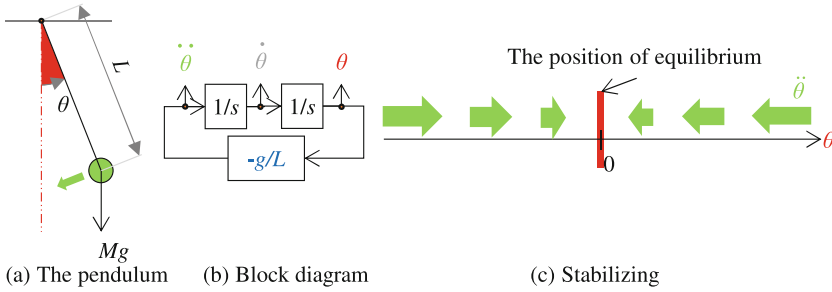 θ
L
Mg
(a) The pendulum
θ̈
θ̇
θ
1/s
1/s
-g/L
(b) Block diagram
The position of equilibrium
θ̈
θ
0
(c) Stabilizing